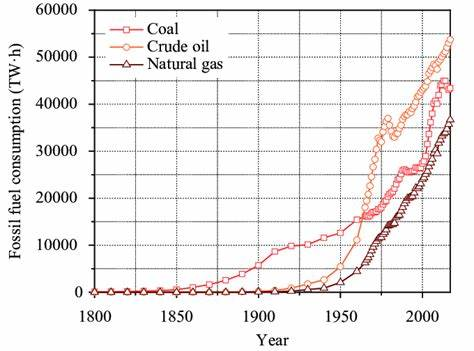 Fossil fuel consumption (TW·h)
60000
50000
40000
30000
20000
10000
0
Coal
Crude oil
Natural gas
1800
1850
1900
1950
2000
Year